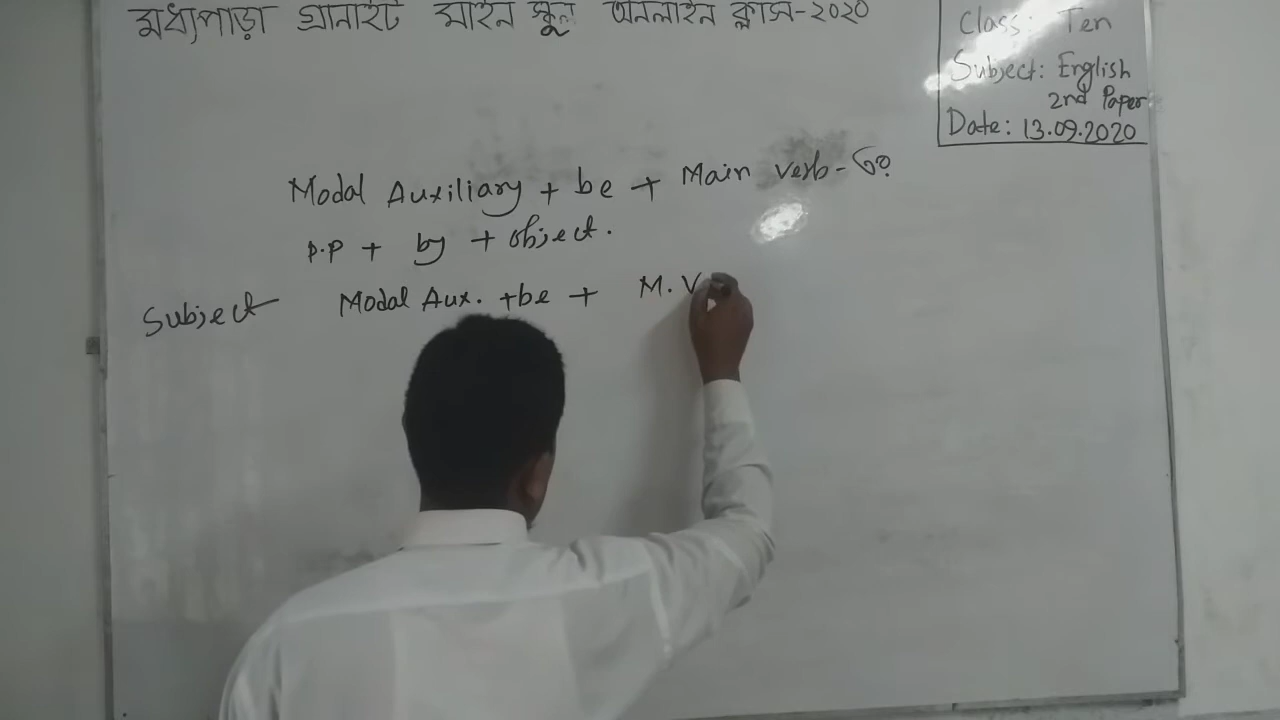 মধ্যপাড়া গ্রানাইট মাইন স্কুল অনলাইন ক্লাস-২০২০
Class: Ten
Subject: English
2nd Paper
Date: 13.09.2020
Modal Auxiliary + be + Main verb-এর
p.p + by + object.
Subject Modal Aux. +be + M.V